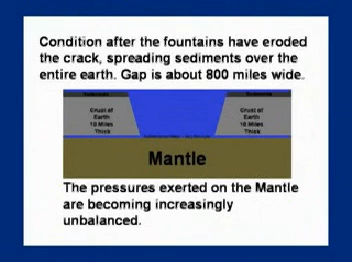 Condition after the fountains have eroded
the crack, spreading sediments over the
entire earth. Gap is about 800 miles wide.
Sediments
Sediments
Crust of
Earth
10 Miles
Thick
Crust of
Earth
10 Miles
Thick
Mantle
The pressures exerted on the Mantle
are becoming increasingly
unbalanced.